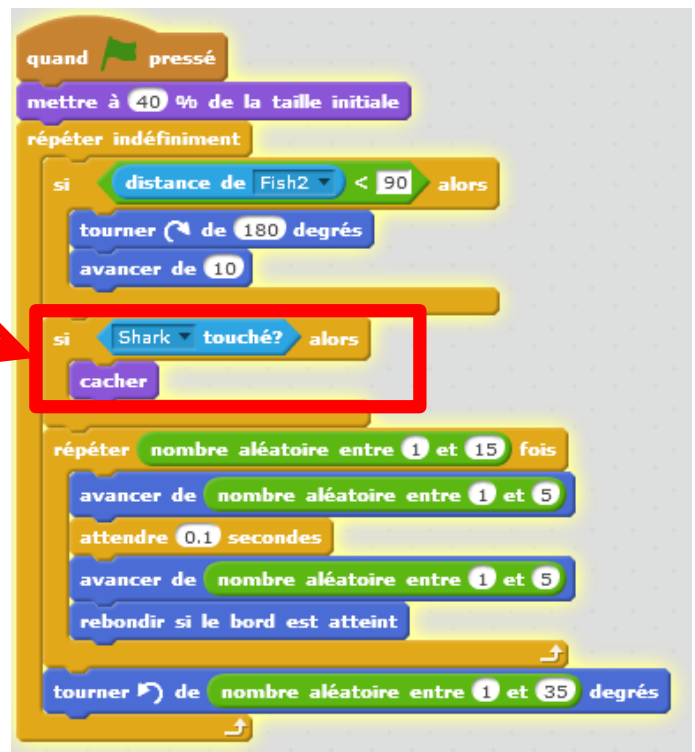 quand pressé
mettre à 40 % de la taille initiale
répéter indéfiniment
si distance de Fish2 < 90 alors
tourner de 180 degrés
avancer de 10
si Shark touché? alors
cacher
répéter nombre aléatoire entre 1 et 15 fois
avancer de nombre aléatoire entre 1 et 5
attendre 0.1 secondes
avancer de nombre aléatoire entre 1 et 5
rebondir si le bord est atteint
tourner de nombre aléatoire entre 1 et 35 degrés